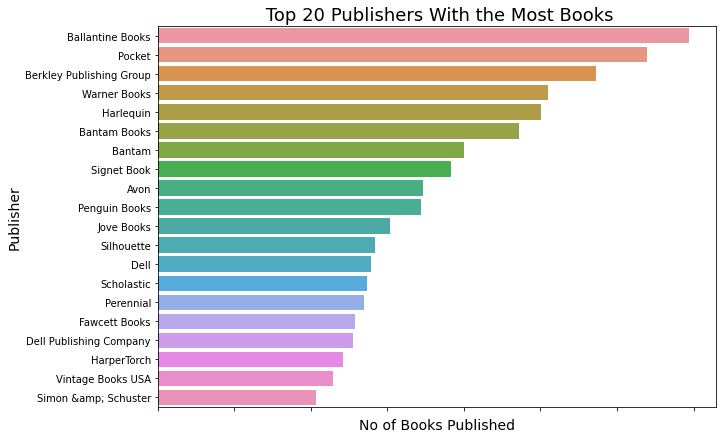 Top 20 Publishers With the Most Books
Publisher
Ballantine Books
Pocket
Berkley Publishing Group
Warner Books
Harlequin
Bantam Books
Bantam
Signet Book
Avon
Penguin Books
Jove Books
Silhouette
Dell
Scholastic
Perennial
Fawcett Books
Dell Publishing Company
HarperTorch
Vintage Books USA
Simon &amp; Schuster
No of Books Published